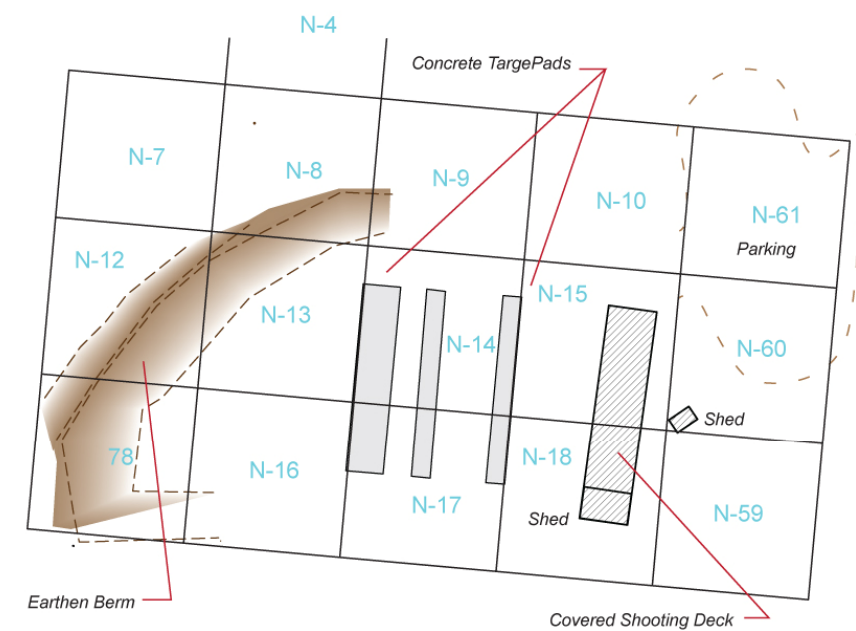 N-4
Concrete TargePads
N-7
N-8
N-9
N-10
N-61
Parking
N-12
N-13
N-14
N-15
N-60
Shed
78
N-16
N-17
N-18
Shed
N-59
Earthen Berm
Covered Shooting Deck